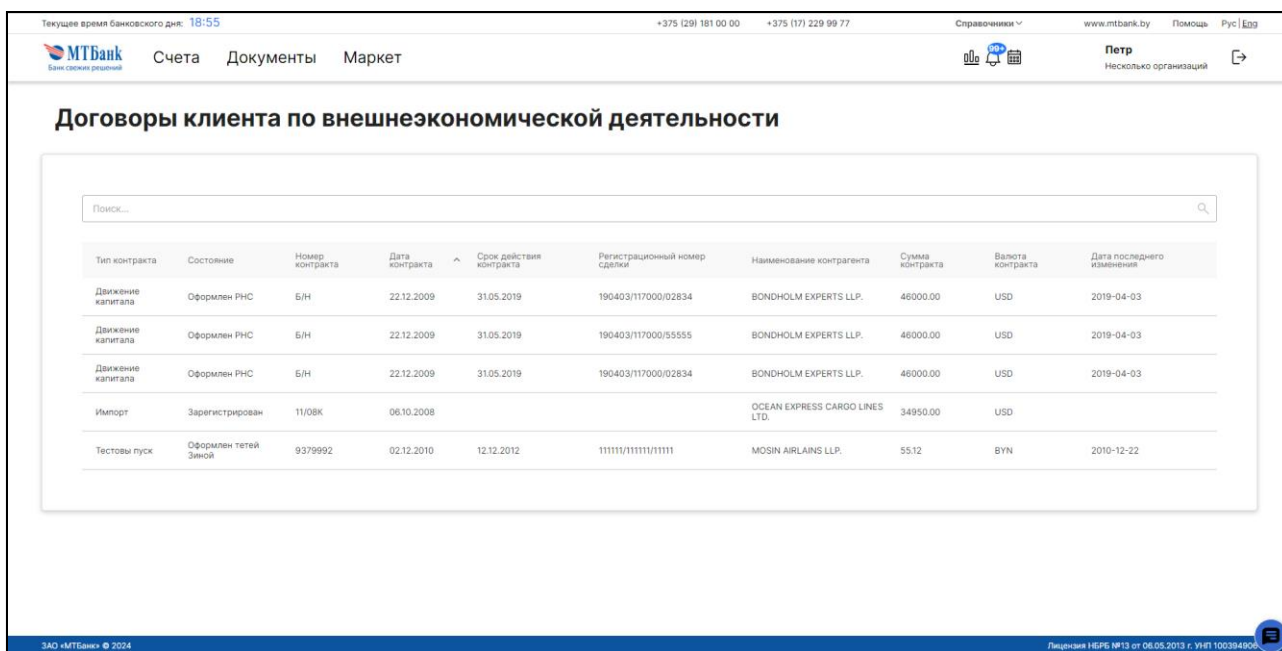 Текущее время банковского дня: 18:55 +375 (29) 181 00 00 +375 (17) 229 99 77 Справочники www.mtbank.by Помощь Рус | Eng
МТБанк
Банк свежих решений
Счета Документы Маркет 99+ Петр
Несколько организаций
Договоры клиента по внешнеэкономической деятельности
Поиск...
Тип контракта Состояние Номер контракта Дата контракта Срок действия контракта Регистрационный номер сделки Наименование контрагента Сумма контракта Валюта контракта Дата последнего изменения
Движение капитала Оформлен РНС Б/Н 22.12.2009 31.05.2019 190403/117000/02834 BONDHOLM EXPERTS LLP. 46000.00 USD 2019-04-03
Движение капитала Оформлен РНС Б/Н 22.12.2009 31.05.2019 190403/117000/55555 BONDHOLM EXPERTS LLP. 46000.00 USD 2019-04-03
Движение капитала Оформлен РНС Б/Н 22.12.2009 31.05.2019 190403/117000/02834 BONDHOLM EXPERTS LLP. 46000.00 USD 2019-04-03
Импорт Зарегистрирован 11/08К 06.10.2008 OCEAN EXPRESS CARGO LINES LTD. 34950.00 USD
Тестовы пуск Оформлен тетей Зиной 9379992 02.12.2010 12.12.2012 111111/111111/11111 MOSIN AIRLAINS LLP. 55.12 BYN 2010-12-22
ЗАО «МТБанк» © 2024 Лицензия НБРБ №13 от 06.05.2013 г. УНП 100394906